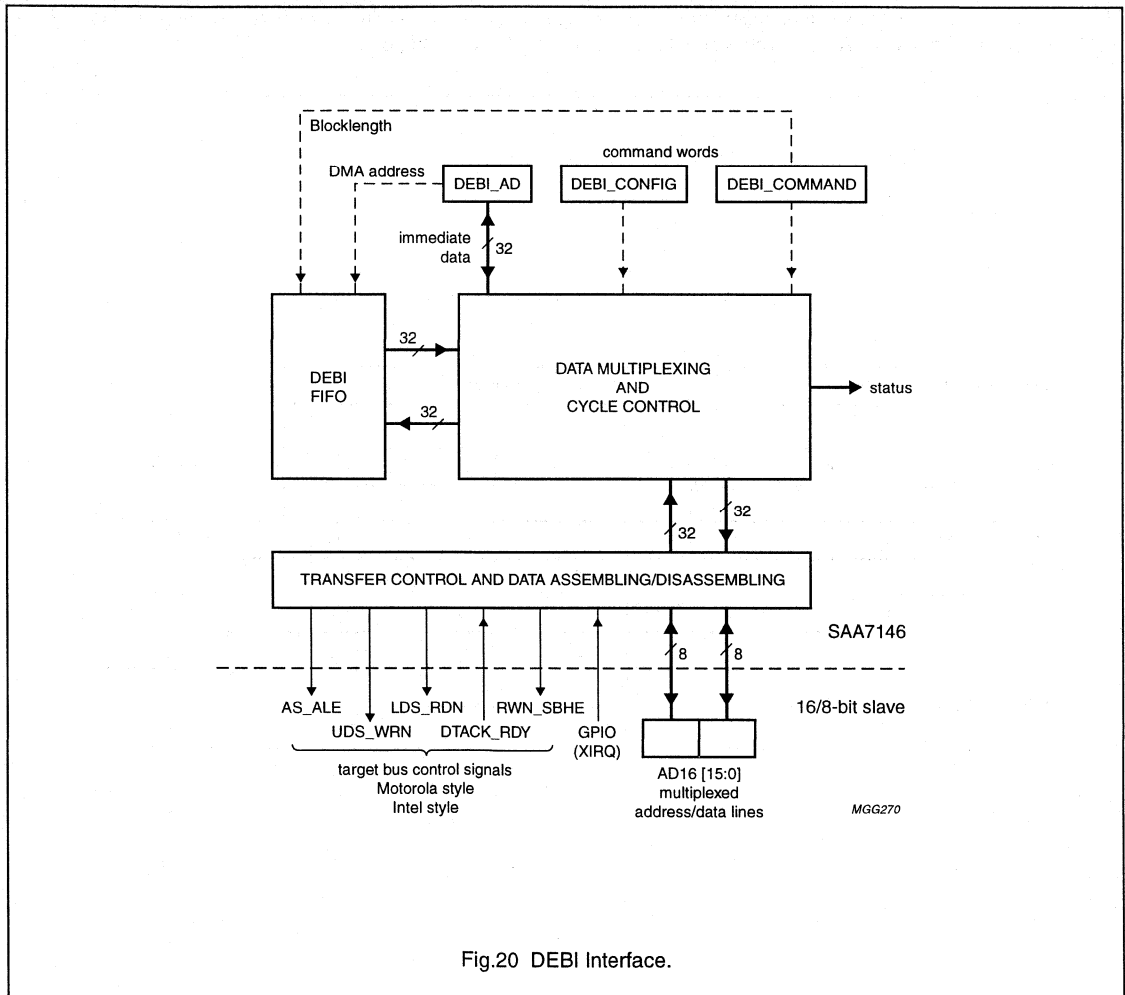 Blocklength
command words
DMA address
DEBI_AD
DEBI_CONFIG
DEBI_COMMAND
immediate
data
32
DEBI
FIFO
32
32
DATA MULTIPLEXING
AND
CYCLE CONTROL
status
32
32
TRANSFER CONTROL AND DATA ASSEMBLING/DISASSEMBLING
SAA7146
8
8
16/8-bit slave
AS_ALE
LDS_RDN
RWN_SBHE
UDS_WRN
DTACK_RDY
GPIO
(XIRQ)
target bus control signals
Motorola style
Intel style
AD16 [15:0]
multiplexed
address/data lines
MGG270
Fig.20 DEBI Interface.